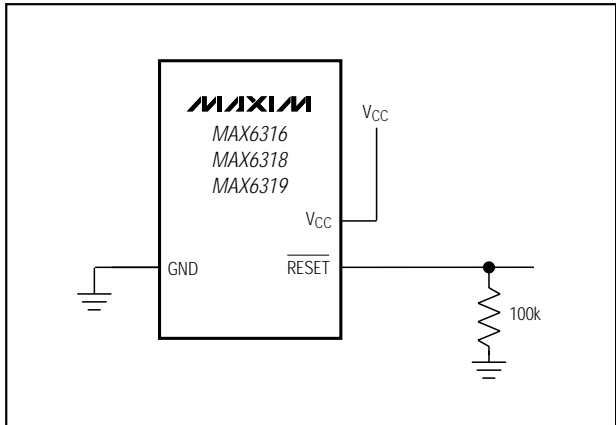 MAXIM
MAX6316
MAX6318
MAX6319
VCC
VCC
GND
RESET
100k